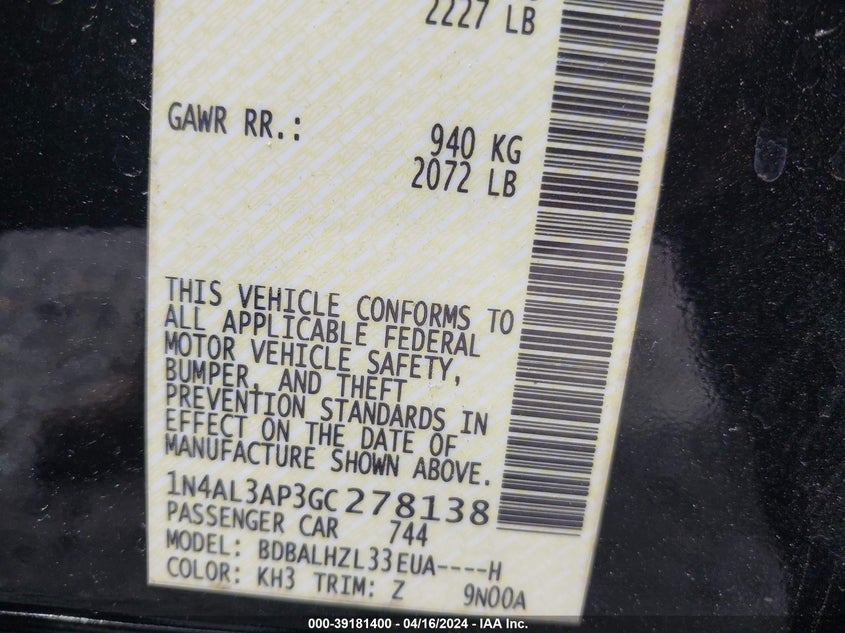 2227 LB
GAWR RR.: 940 KG
2072 LB
THIS VEHICLE CONFORMS TO
ALL APPLICABLE FEDERAL
MOTOR VEHICLE SAFETY,
BUMPER, AND THEFT
PREVENTION STANDARDS IN
EFFECT ON THE DATE OF
MANUFACTURE SHOWN ABOVE.
1N4AL3AP3GC278138
PASSENGER CAR 744
MODEL: BDBALHZL33EUA----H
COLOR: KH3 TRIM: Z 9N00A
000-39181400 - 04/16/2024 - IAA Inc.